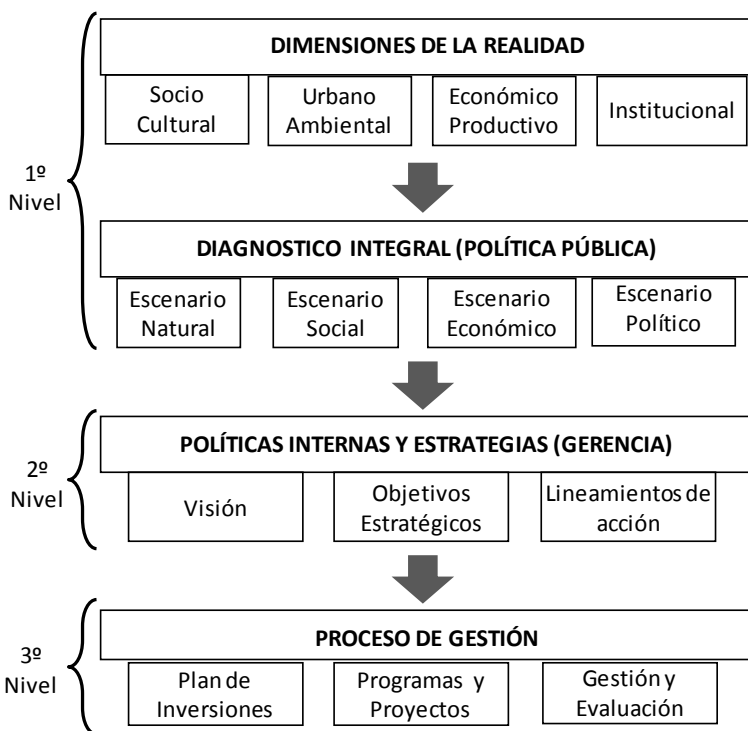 DIMENSIONES DE LA REALIDAD
Socio
Cultural
Urbano
Ambiental
Económico
Productivo
Institucional
1º
Nivel
DIAGNOSTICO INTEGRAL (POLÍTICA PÚBLICA)
Escenario
Natural
Escenario
Social
Escenario
Económico
Escenario
Político
POLÍTICAS INTERNAS Y ESTRATEGIAS (GERENCIA)
2º
Nivel
Visión
Objetivos
Estratégicos
Lineamientos de
acción
PROCESO DE GESTIÓN
3º
Nivel
Plan de
Inversiones
Programas y
Proyectos
Gestión y
Evaluación